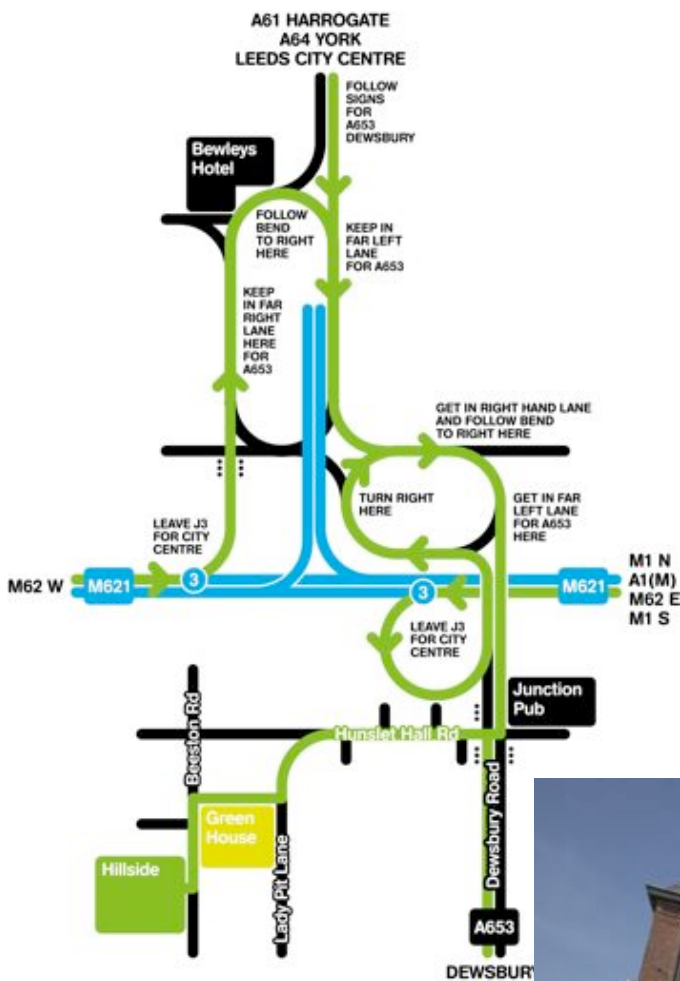 A61 HARROGATE
A64 YORK
LEEDS CITY CENTRE
FOLLOW
SIGNS
FOR
A653
DEWSBURY
Bewleys
Hotel
FOLLOW
BEND
TO RIGHT
HERE
KEEP IN
FAR LEFT
LANE
FOR A653
KEEP
IN FAR
RIGHT
LANE
HERE
FOR
A653
GET IN RIGHT HAND LANE
AND FOLLOW BEND
TO RIGHT HERE
TURN RIGHT
HERE
GET IN FAR
LEFT LANE
FOR A653
HERE
LEAVE J3
FOR CITY
CENTRE
M62 W
M621
3
3
M621
M1 N
A1(M)
M62 E
M1 S
LEAVE J3
FOR CITY
CENTRE
Junction
Pub
Beeston Rd
Hunslet Hall Rd
Green
House
Lady Pit Lane
Dewsbury Road
Hillside
A653
DEWSBURY